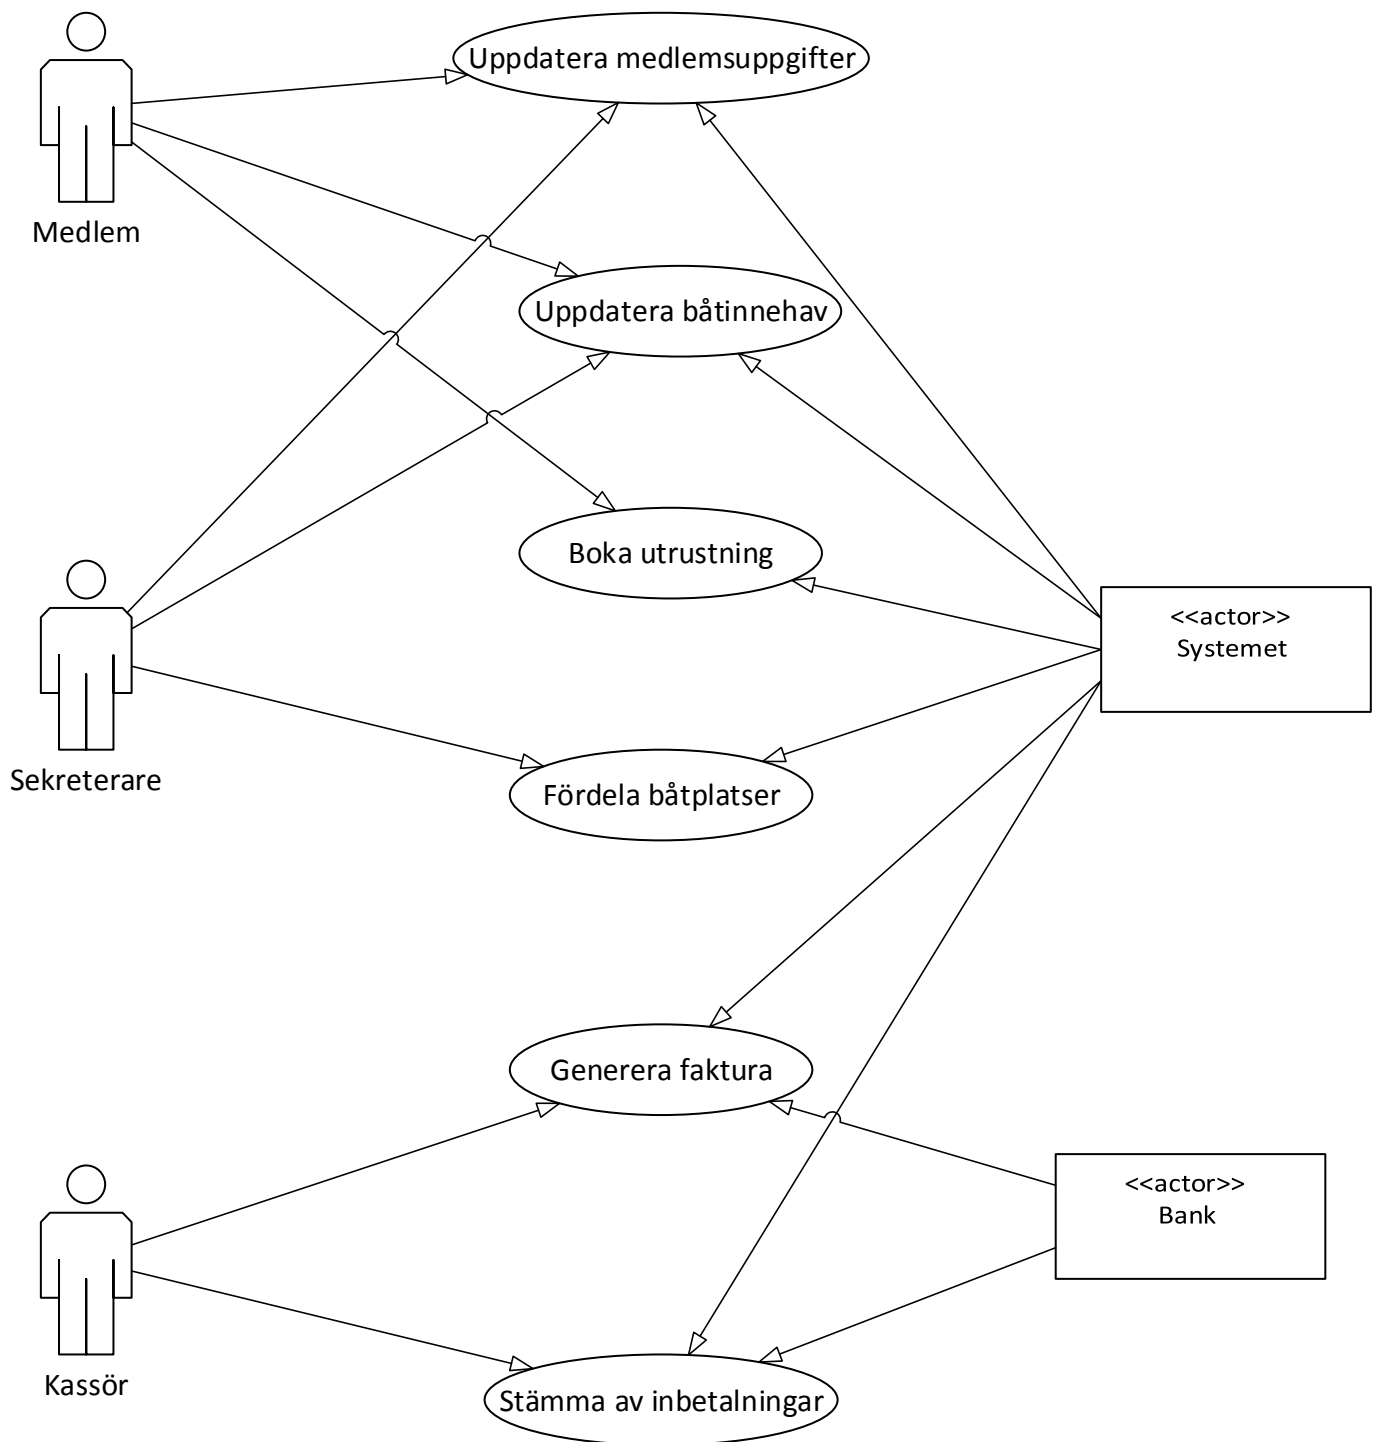 Uppdatera medlemsuppgifter
Medlem
Uppdatera båtinnehav
Boka utrustning
<<actor>>
Systemet
Sekreterare
Fördela båtplatser
Generera faktura
<<actor>>
Bank
Kassör
Stämma av inbetalningar